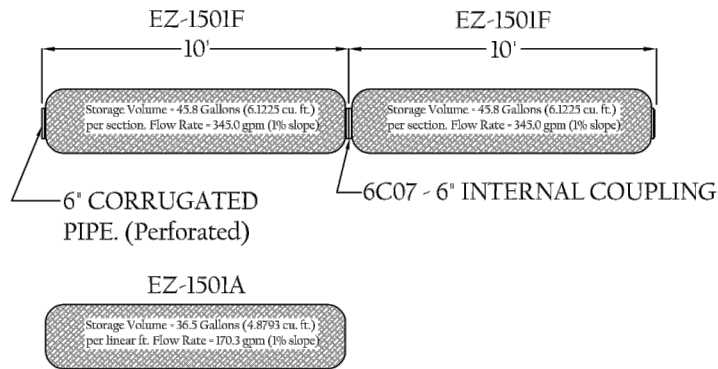 EZ-1501F
EZ-1501F
10'
10'
Storage Volume = 45.8 Gallons (6.1225 cu. ft.)
per section. Flow Rate = 345.0 gpm (1% slope)
Storage Volume = 45.8 Gallons (6.1225 cu. ft.)
per section. Flow Rate = 345.0 gpm (1% slope)
6" CORRUGATED
PIPE. (Perforated)
6C07 - 6" INTERNAL COUPLING
EZ-1501A
Storage Volume = 36.5 Gallons (4.8793 cu. ft.)
per linear ft. Flow Rate = 170.3 gpm (1% slope)